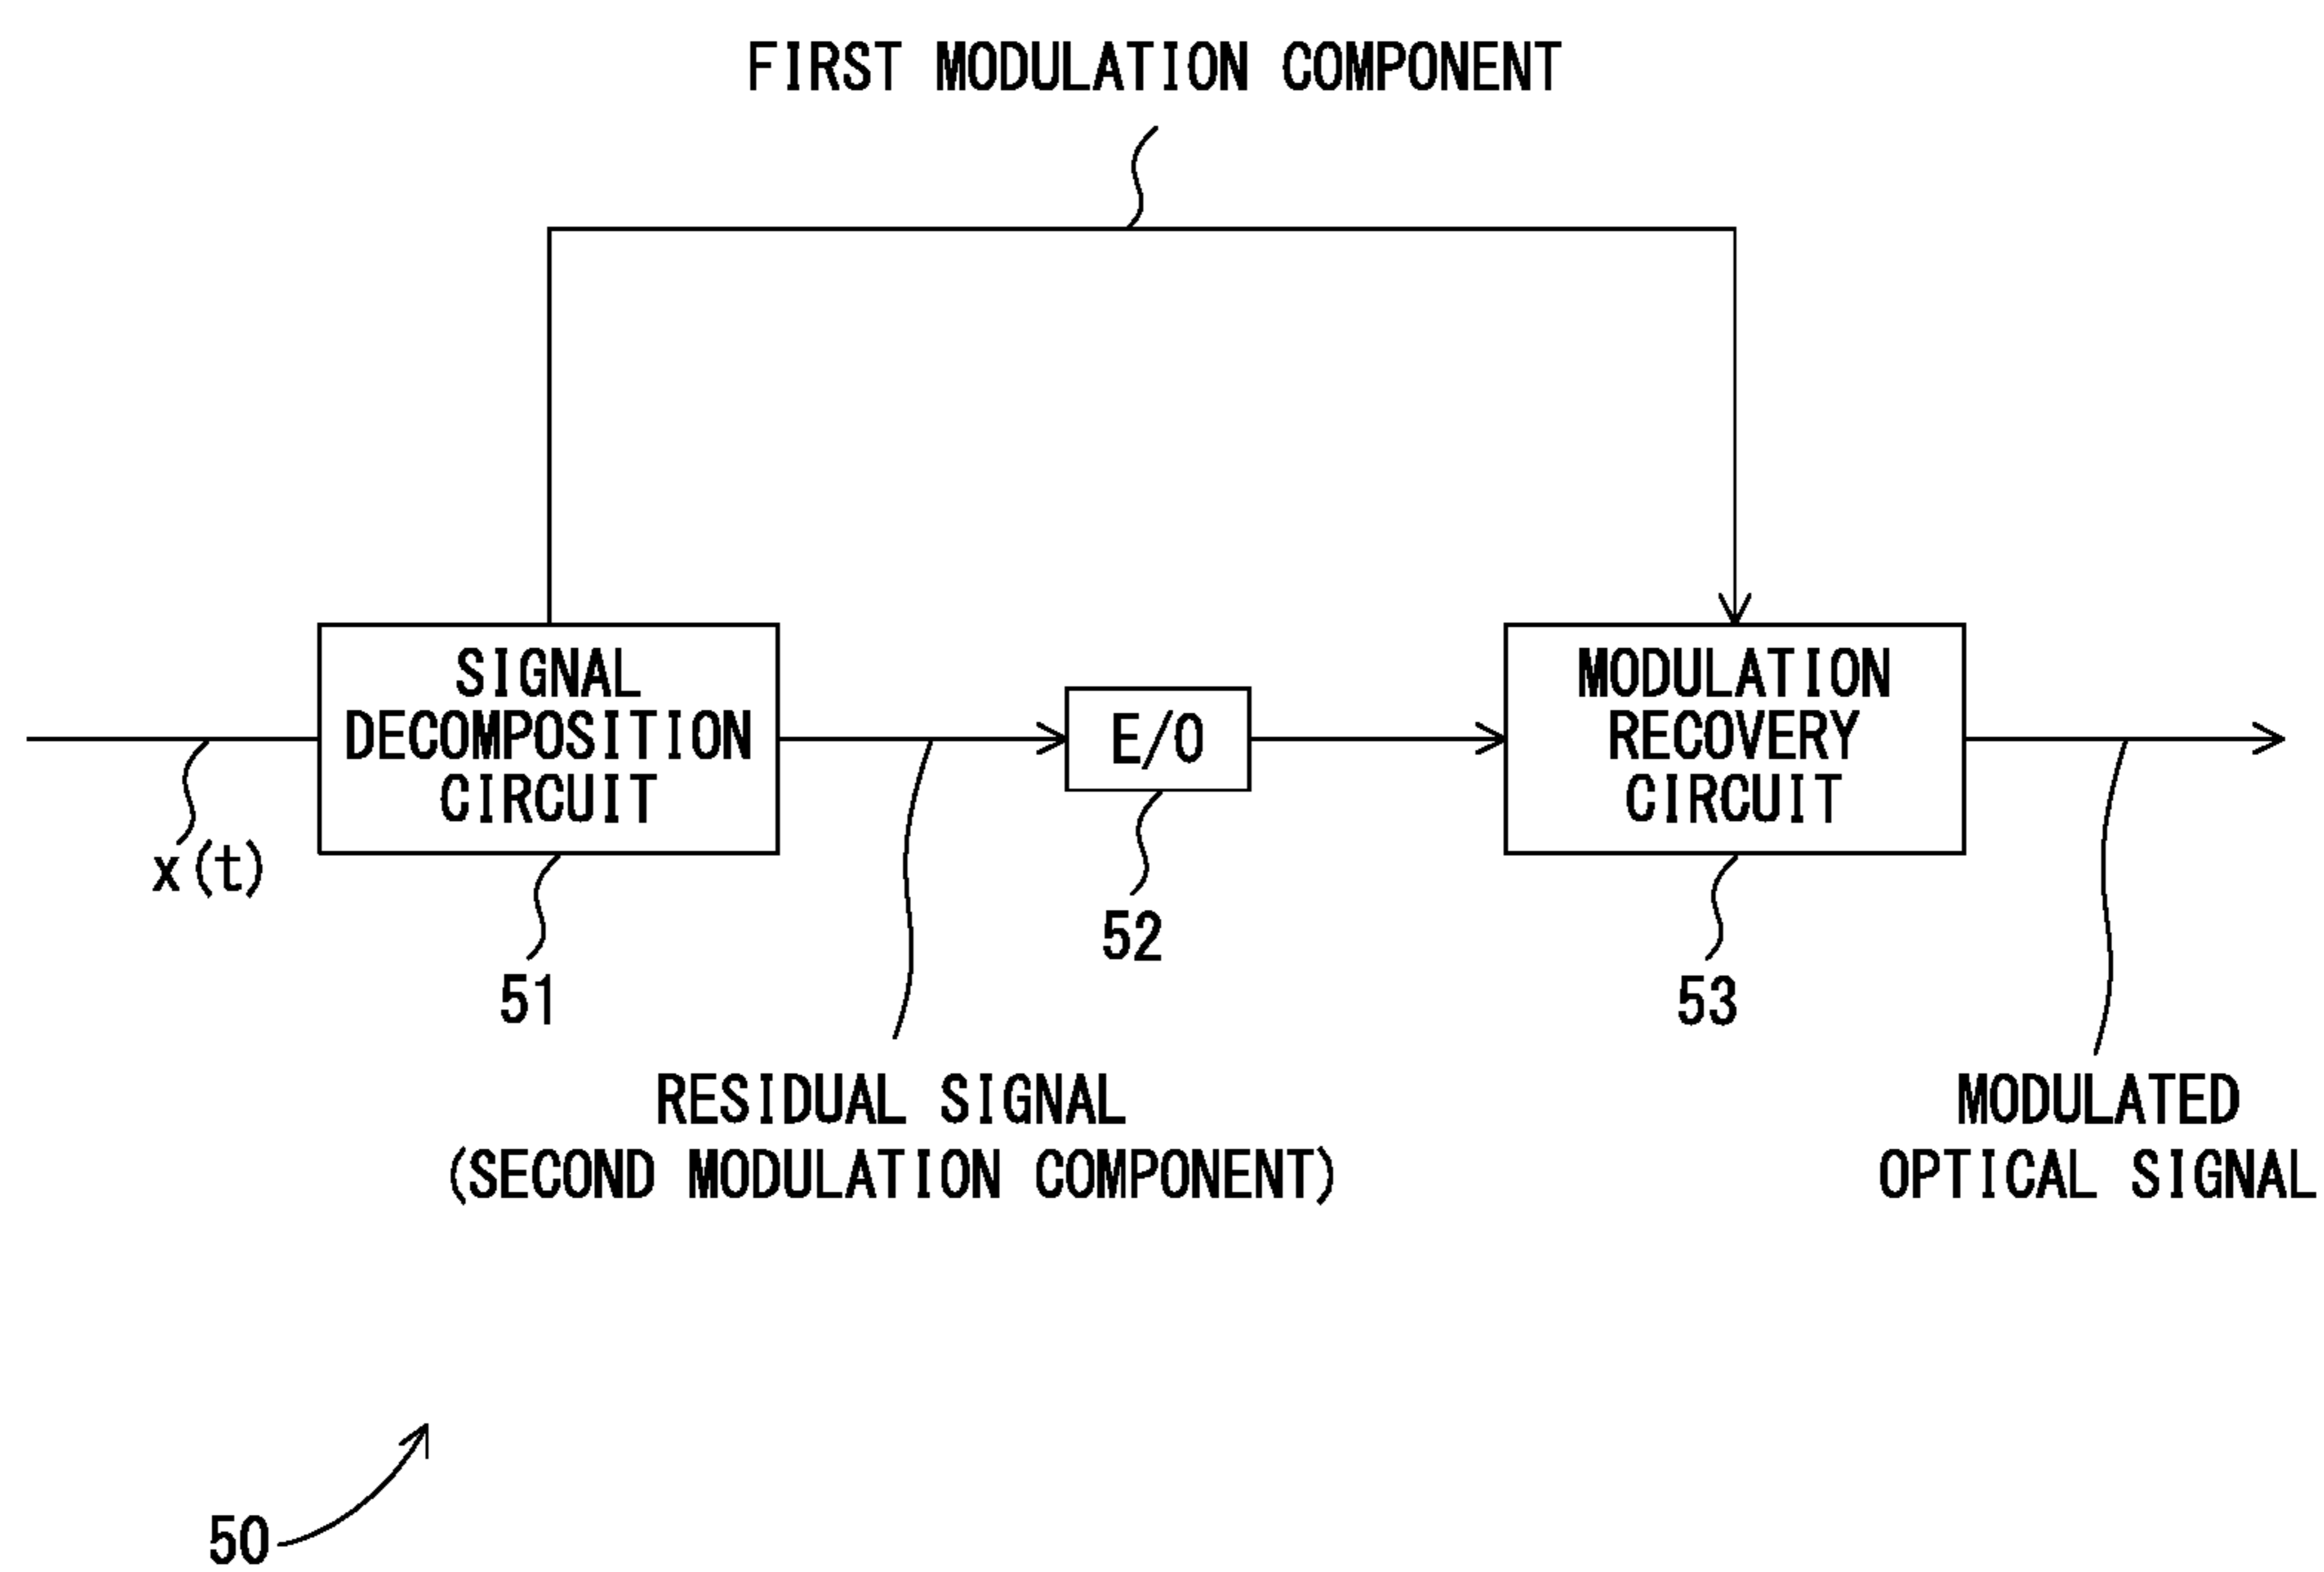 FIRST MODULATION COMPONENT
SIGNAL
DECOMPOSITION
CIRCUIT
E/O
MODULATION
RECOVERY
CIRCUIT
x(t)
51
52
53
RESIDUAL SIGNAL
(SECOND MODULATION COMPONENT)
MODULATED
OPTICAL SIGNAL
50